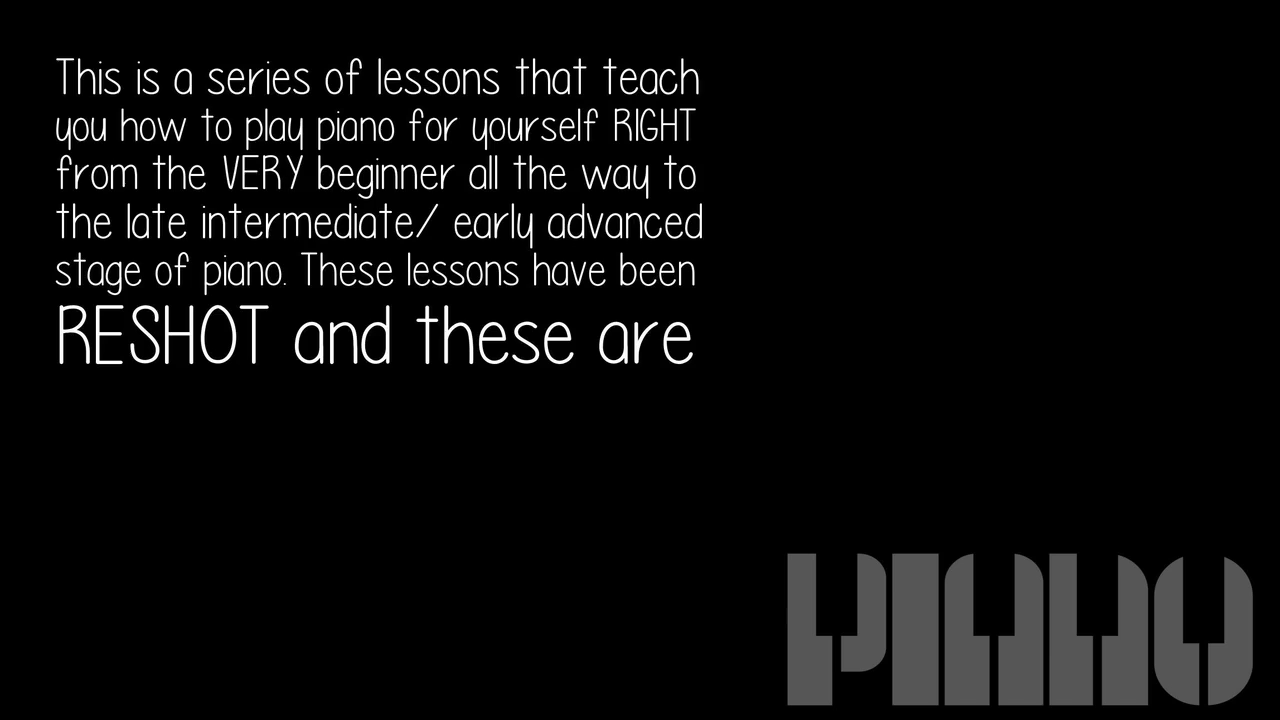 This is a series of lessons that teach
you how to play piano for yourself RIGHT
from the VERY beginner all the way to
the late intermediate/ early advanced
stage of piano. These lessons have been
RESHOT and these are
PIANO